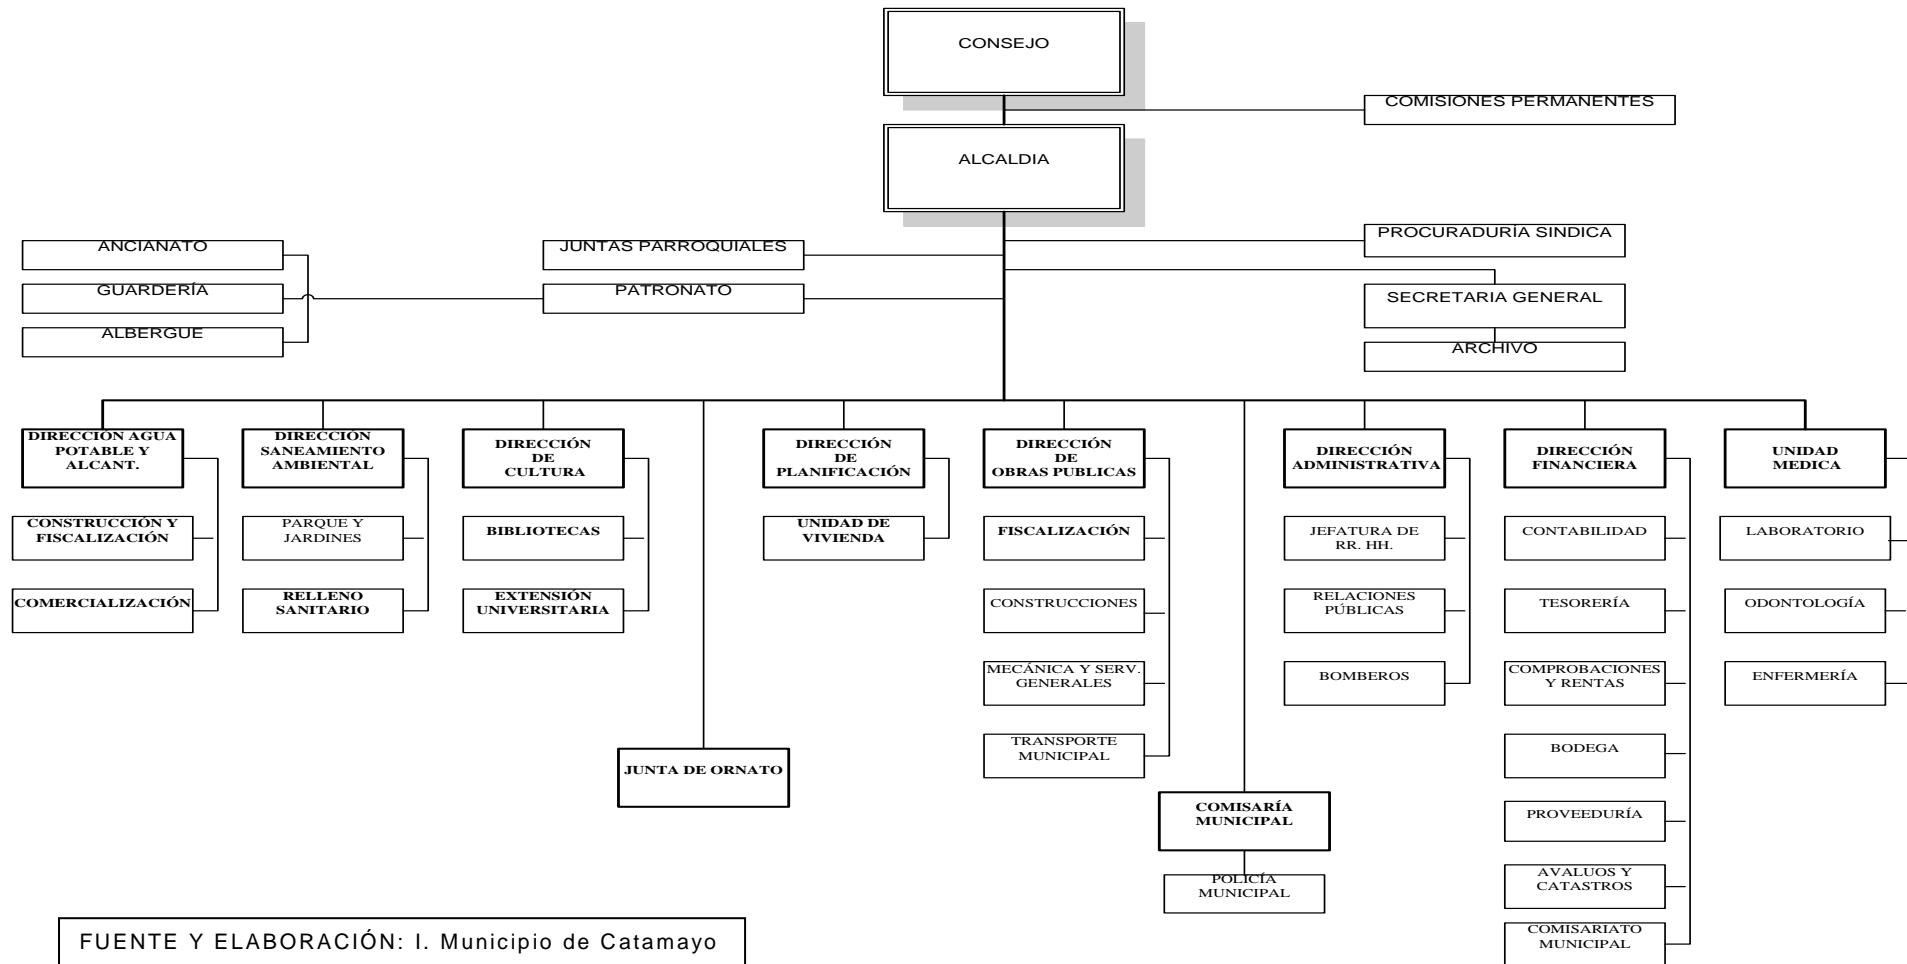 CONSEJO
COMISIONES PERMANENTES
ALCALDIA
PROCURADURÍA SINDICA
ANCIANATO
JUNTAS PARROQUIALES
GUARDERÍA
PATRONATO
SECRETARIA GENERAL
ALBERGUE
ARCHIVO
DIRECCIÓN AGUA
POTABLE Y
ALCANT.
DIRECCIÓN
SANEAMIENTO
AMBIENTAL
DIRECCIÓN
DE
CULTURA
DIRECCIÓN
DE
PLANIFICACIÓN
DIRECCIÓN
DE
OBRAS PUBLICAS
DIRECCIÓN
ADMINISTRATIVA
DIRECCIÓN
FINANCIERA
UNIDAD
MEDICA
CONSTRUCCIÓN Y
FISCALIZACIÓN
PARQUE Y
JARDINES
BIBLIOTECAS
UNIDAD DE
VIVIENDA
FISCALIZACIÓN
JEFATURA DE
RR. HH.
CONTABILIDAD
LABORATORIO
COMERCIALIZACIÓN
RELLENO
SANITARIO
EXTENSIÓN
UNIVERSITARIA
CONSTRUCCIONES
RELACIONES
PÚBLICAS
TESORERÍA
ODONTOLOGÍA
MECÁNICA Y SERV.
GENERALES
BOMBEROS
COMPROBACIONES
Y RENTAS
ENFERMERÍA
TRANSPORTE
MUNICIPAL
BODEGA
JUNTA DE ORNATO
COMISARÍA
MUNICIPAL
PROVEEDURÍA
POLICÍA
MUNICIPAL
AVALUOS Y
CATASTROS
COMISARIATO
MUNICIPAL
FUENTE Y ELABORACIÓN: I. Municipio de Catamayo